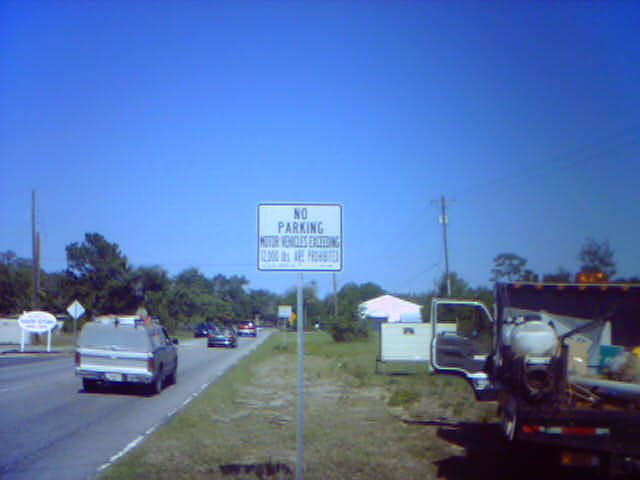 NO
PARKING
MOTOR VEHICLES EXCEEDING
12,000 lbs. ARE PROHIBITED